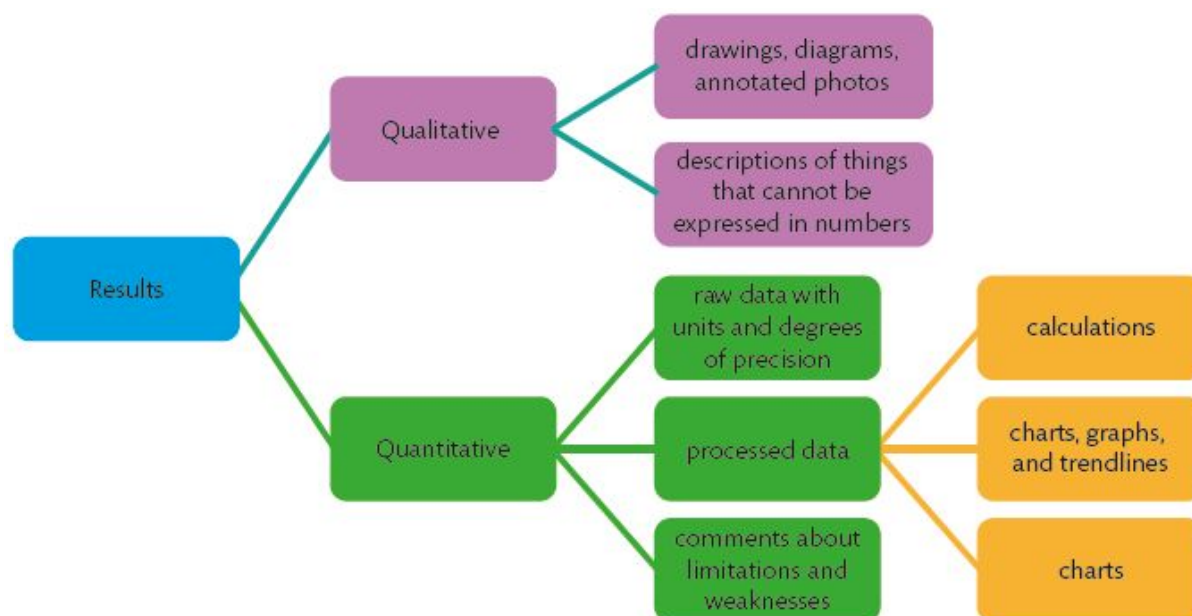 drawings, diagrams,
annotated photos
Qualitative
descriptions of things
that cannot be
expressed in numbers
Results
raw data with
units and degrees
of precision
calculations
Quantitative
processed data
charts, graphs,
and trendlines
comments about
limitations and
weaknesses
charts